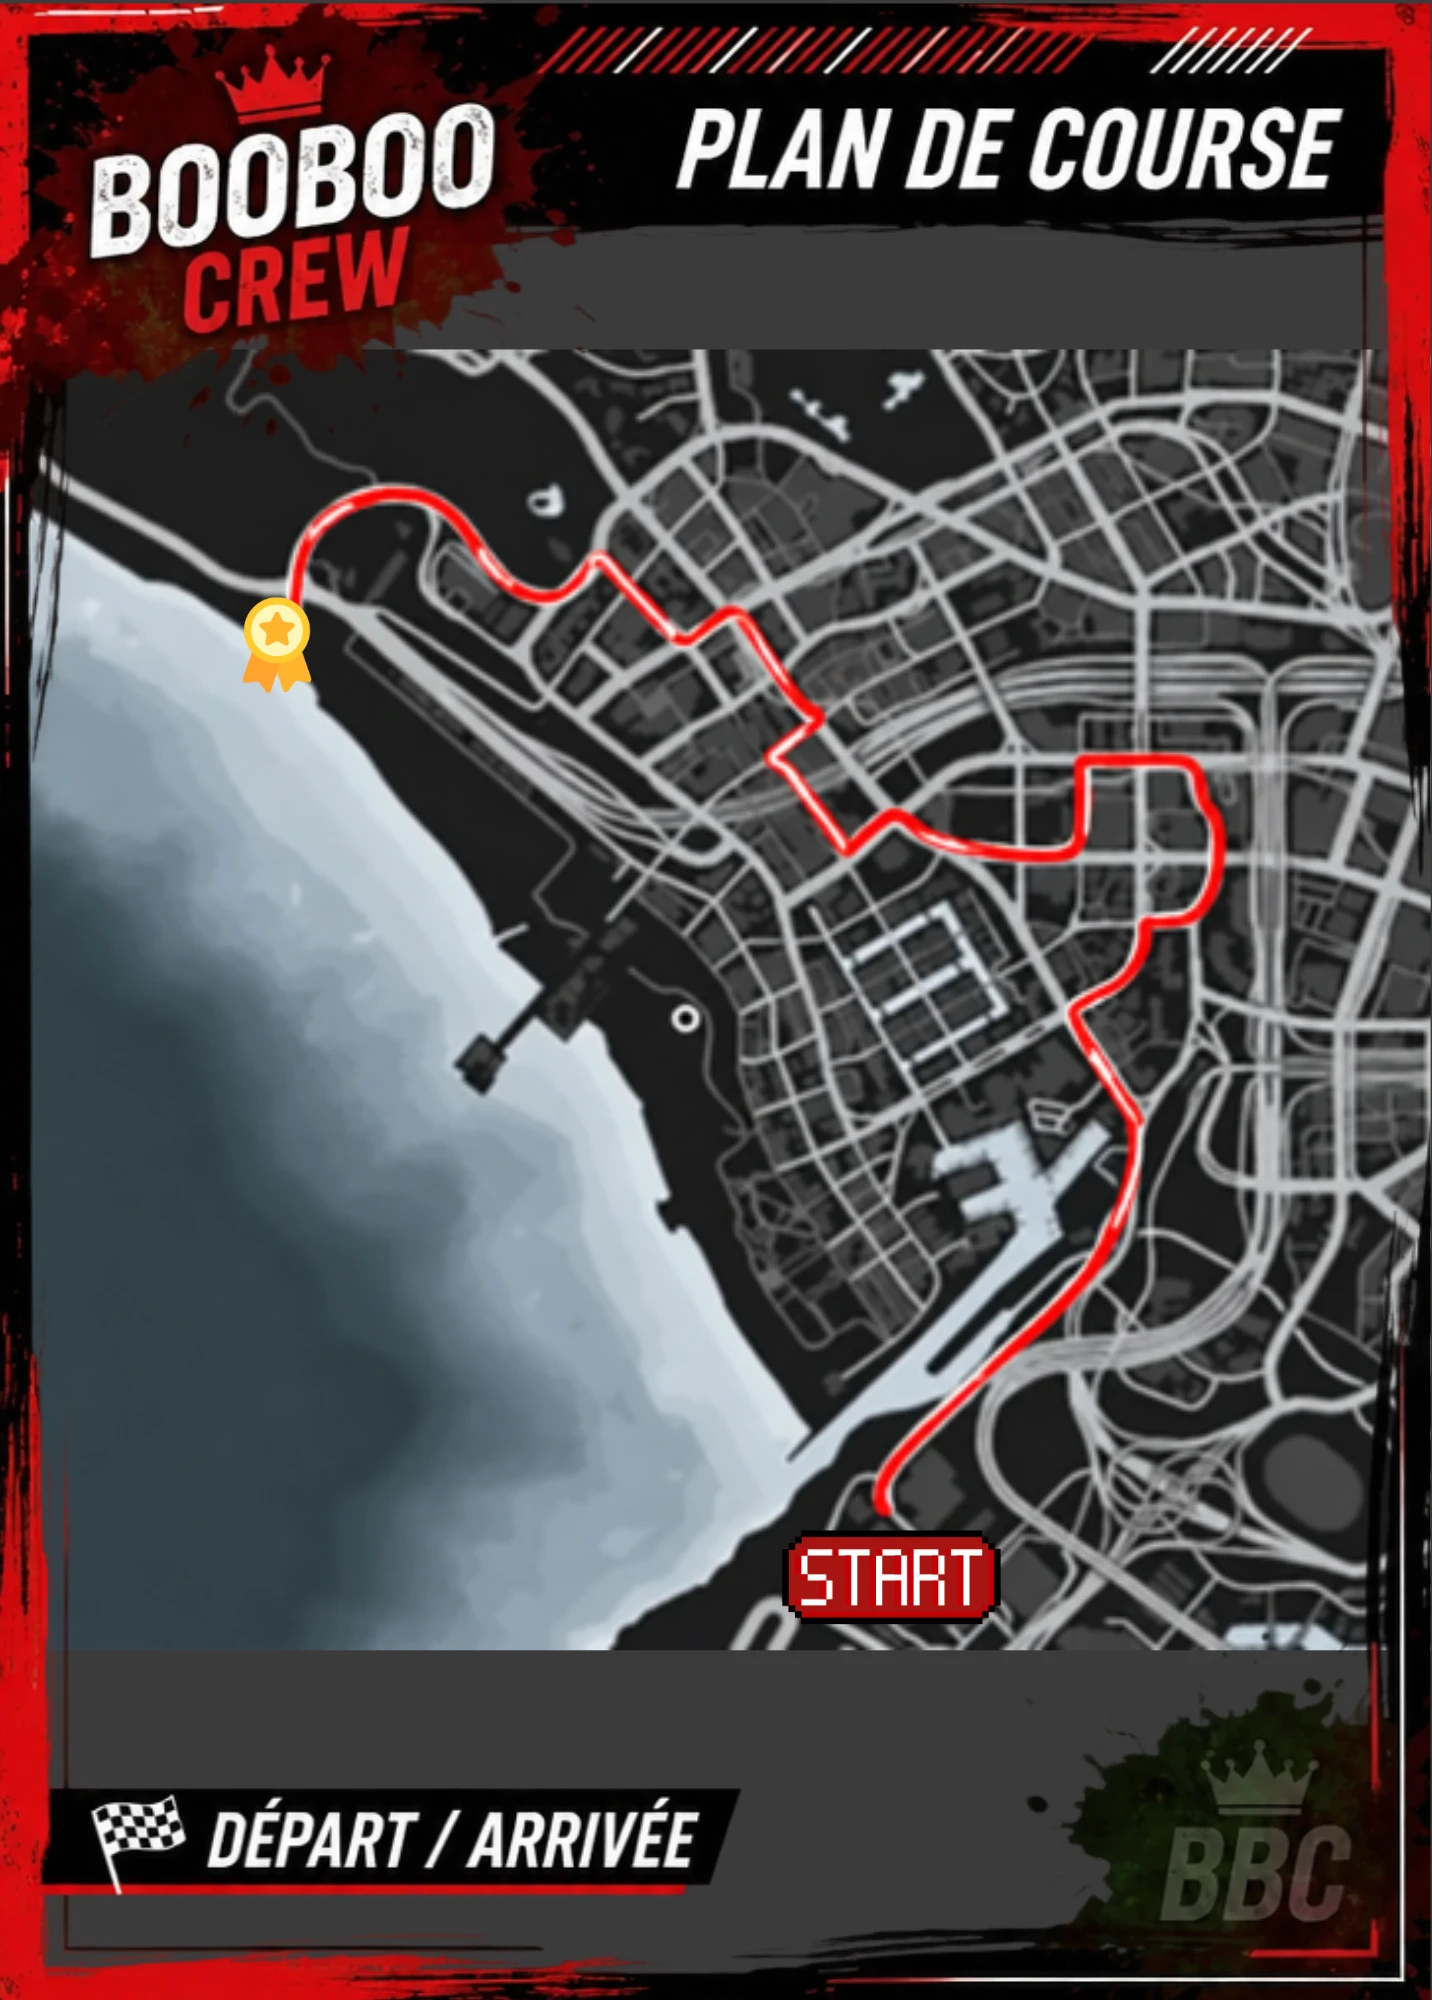 BOOBOO
CREW
PLAN DE COURSE
START
DÉPART / ARRIVÉE
BBC